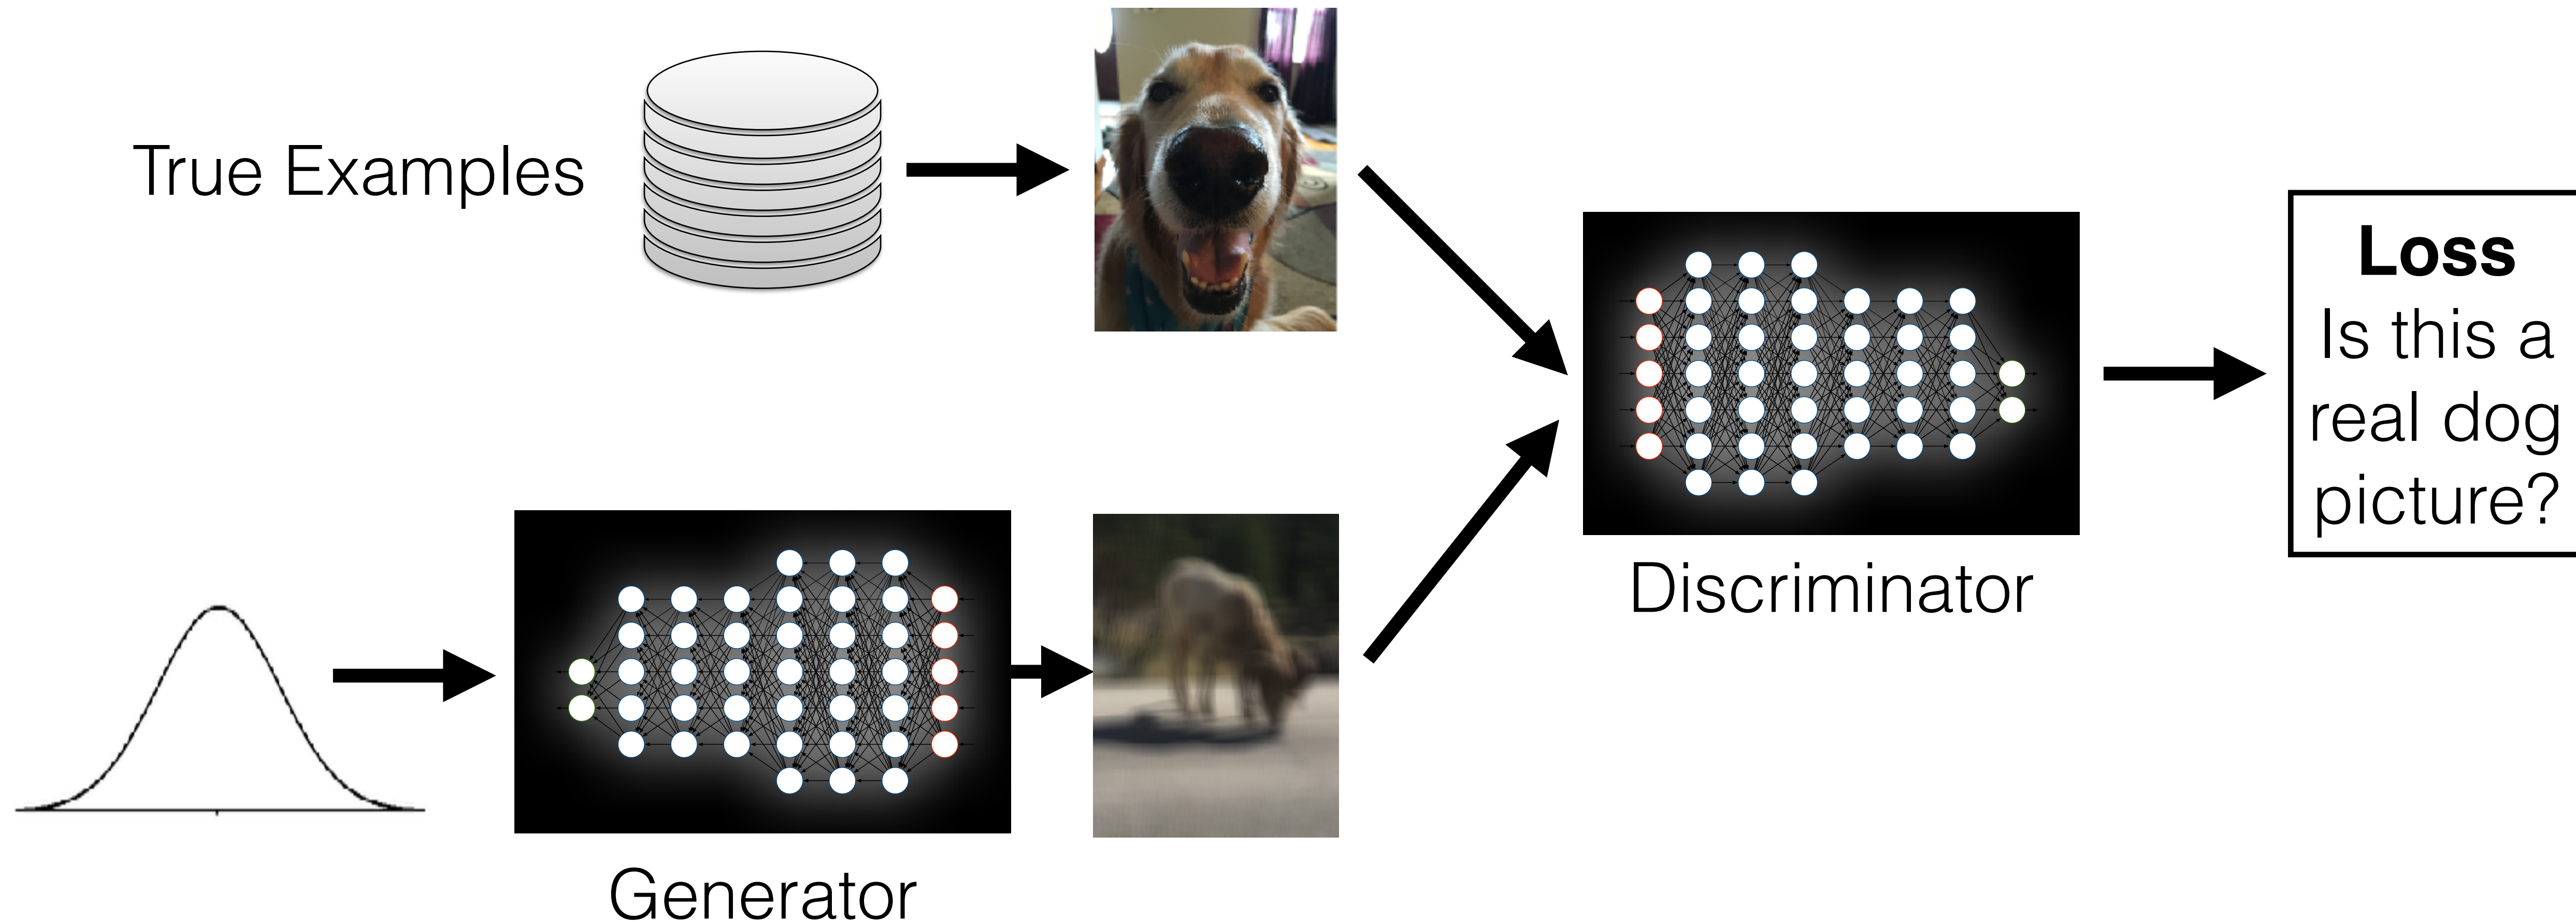 True Examples
Loss
Is this a
real dog
picture?
Discriminator
Generator